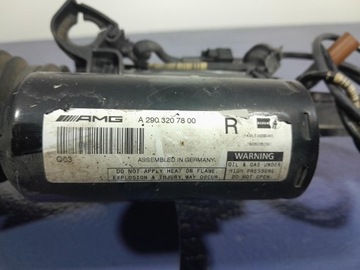 AMG A 290 320 78 00
R
Q03
ASSEMBLED IN GERMANY
WARNING
DO NOT APPLY HEAT OR FLAME.
EXPLOSION & INJURY MAY OCCUR.
OIL & GAS UNDER
HIGH PRESSURE
DO NOT OPEN.